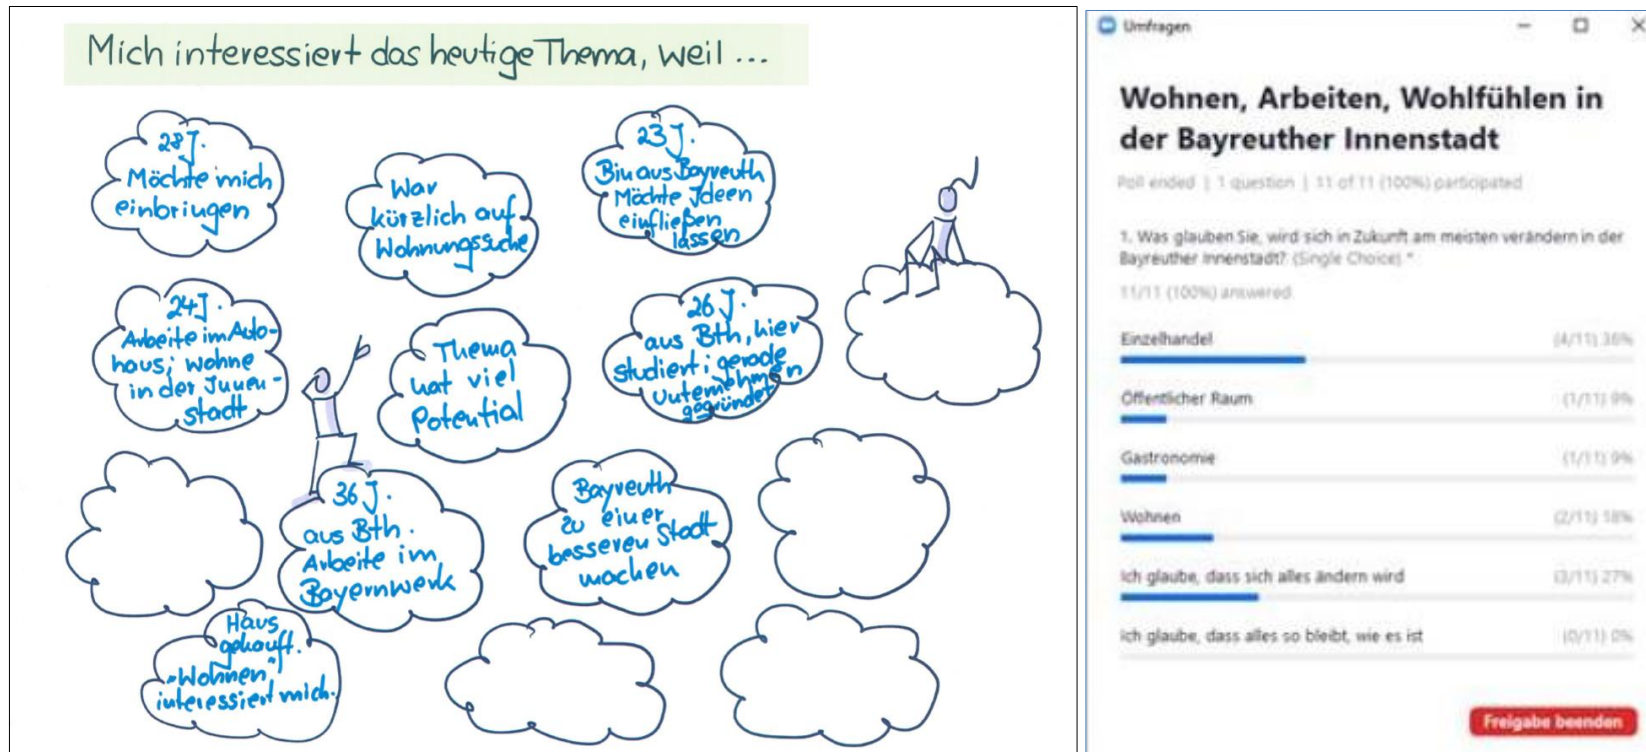 Mich interessiert das heutige Thema, weil ...
28 J.
Möchte mich
einbringen
War
kürzlich auf
Wohnungssuche
23 J.
Bin aus Bayreuth
Möchte Ideen
einfließen
lassen
24 J.
Arbeite im Auto-
haus; wohne
in der Innen-
stadt
Thema
hat viel
Potential
26 J.
aus Bth, hier
studiert; gerade
Unternehmen
gegründet
36 J.
aus Bth.
Arbeite im
Bayernwerk
Bayreuth
zu einer
besseren Stadt
machen
Haus
gekauft.
„Wohnen“
interessiert mich.
Umfragen
Wohnen, Arbeiten, Wohlfühlen in
der Bayreuther Innenstadt
Poll ended | 1 question | 11 of 11 (100%) participated
1. Was glauben Sie, wird sich in Zukunft am meisten verändern in der
Bayreuther Innenstadt? (Single Choice) *
11/11 (100%) answered
Einzelhandel (4/11) 36%
Öffentlicher Raum (1/11) 9%
Gastronomie (1/11) 9%
Wohnen (2/11) 18%
Ich glaube, dass sich alles ändern wird (3/11) 27%
Ich glaube, dass alles so bleibt, wie es ist (0/11) 0%
Freigabe beenden